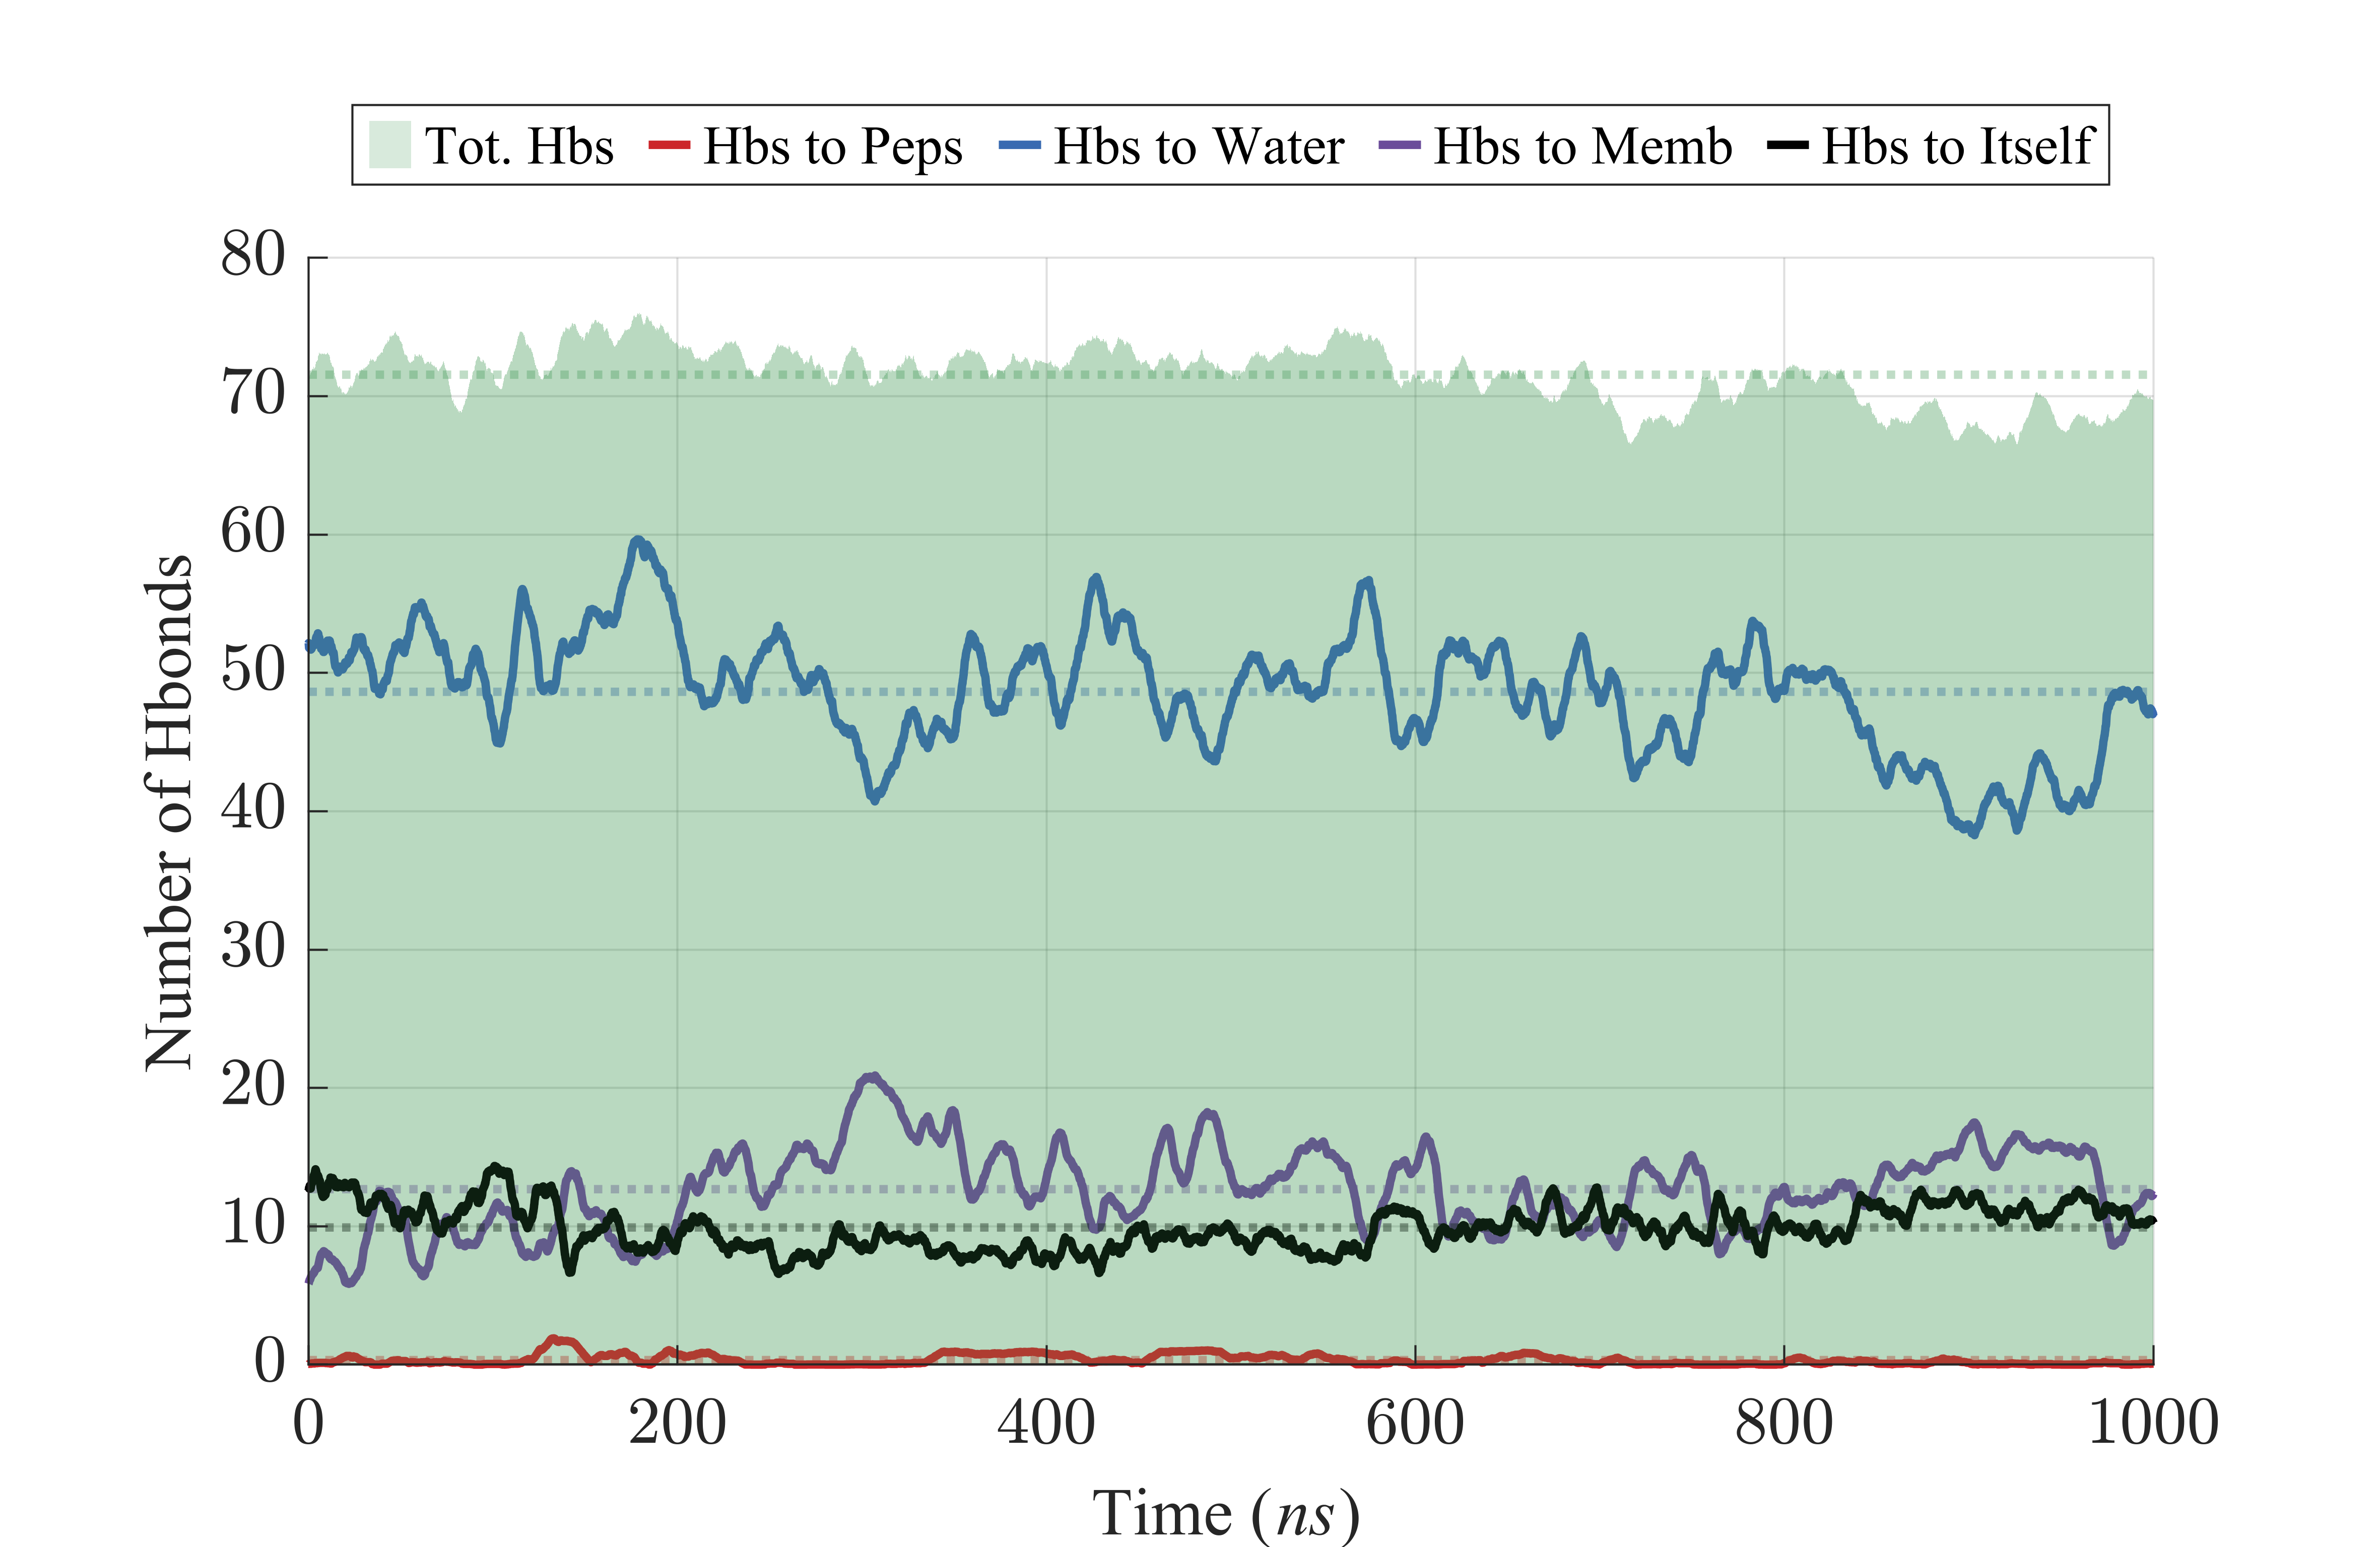 Tot. Hbs Hbs to Peps Hbs to Water Hbs to Memb Hbs to Itself
80
70
60
50
40
30
20
10
0
Number of Hbonds
0 200 400 600 800 1000
Time (ns)